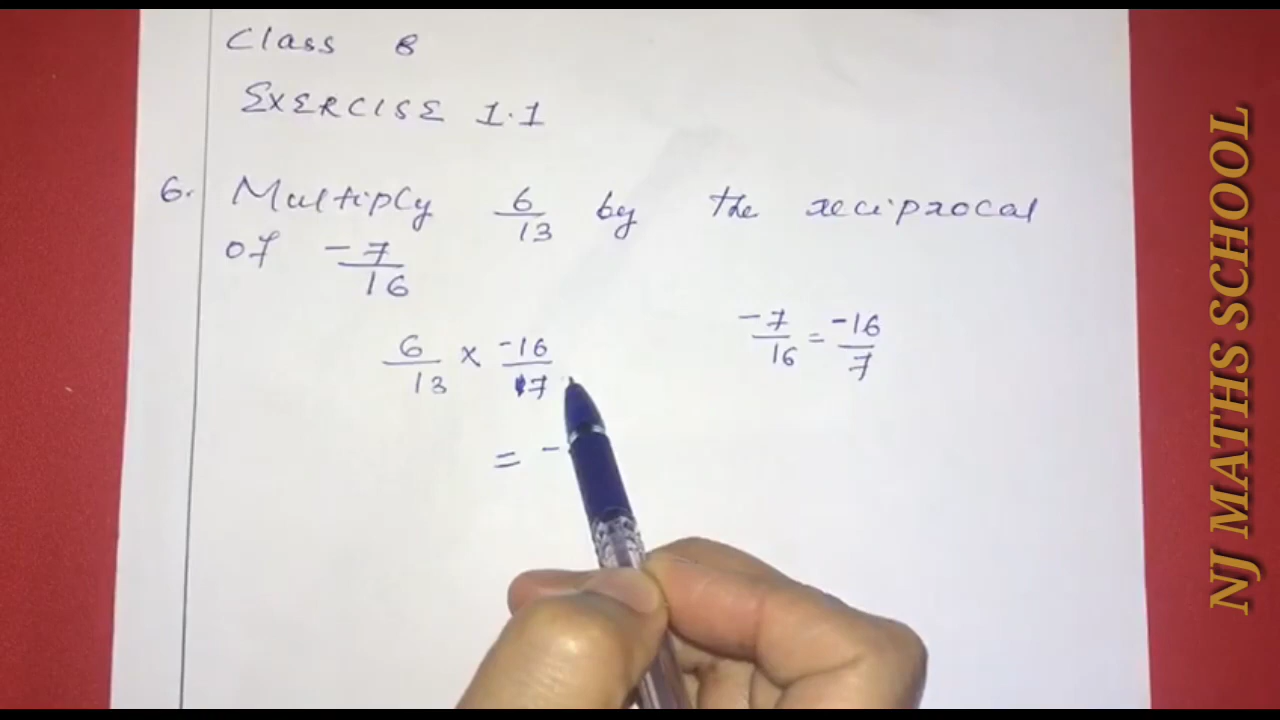 Class 8
EXERCISE 1.1
6. Multiply 6/13 by the reciprocal
of -7/16
6/13 × -16/7
-7/16 = -16/7
= -
NJ MATHS SCHOOL